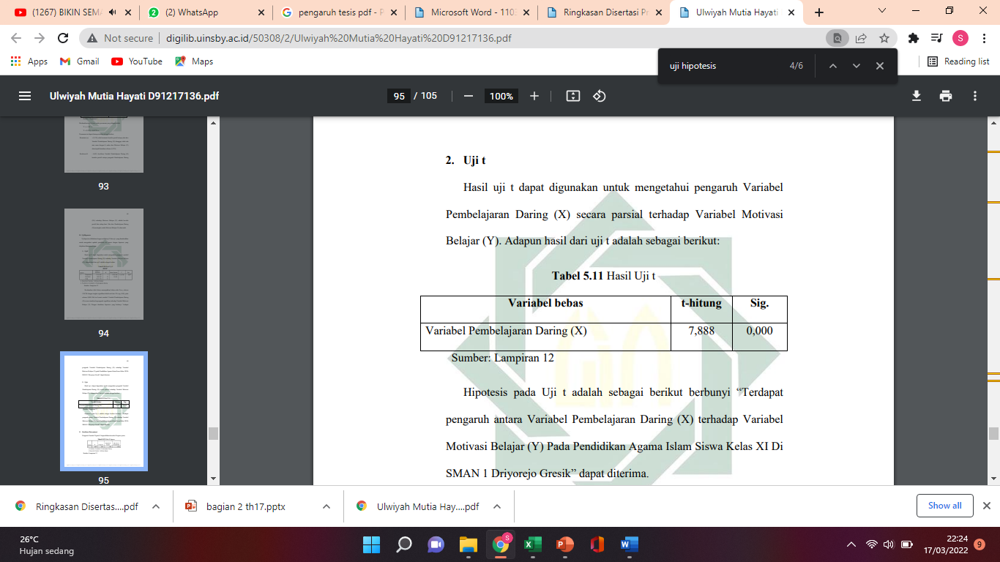 (1267) BIKIN SEMA
(2) WhatsApp
pengaruh tesis pdf - P
Microsoft Word - 1103
Ringkasan Disertasi Pr
Ulwiyah Mutia Hayati
Not secure | digilib.uinsby.ac.id/50308/2/Ulwiyah%20Mutia%20Hayati%20D91217136.pdf
S
Apps Gmail YouTube Maps
Reading list
uji hipotesis 4/6
Ulwiyah Mutia Hayati D91217136.pdf
95 / 105
100%
93
94
95
2. Uji t
Hasil uji t dapat digunakan untuk mengetahui pengaruh Variabel
Pembelajaran Daring (X) secara parsial terhadap Variabel Motivasi
Belajar (Y). Adapun hasil dari uji t adalah sebagai berikut:
Tabel 5.11 Hasil Uji t
Variabel bebas t-hitung Sig.
Variabel Pembelajaran Daring (X) 7,888 0,000
Sumber: Lampiran 12
Hipotesis pada Uji t adalah sebagai berikut berbunyi “Terdapat
pengaruh antara Variabel Pembelajaran Daring (X) terhadap Variabel
Motivasi Belajar (Y) Pada Pendidikan Agama Islam Siswa Kelas XI Di
SMAN 1 Driyorejo Gresik” dapat diterima.
Ringkasan Disertas....pdf
bagian 2 th17.pptx
Ulwiyah Mutia Hay....pdf
Show all
26°C
Hujan sedang
S
22:24
17/03/2022
9